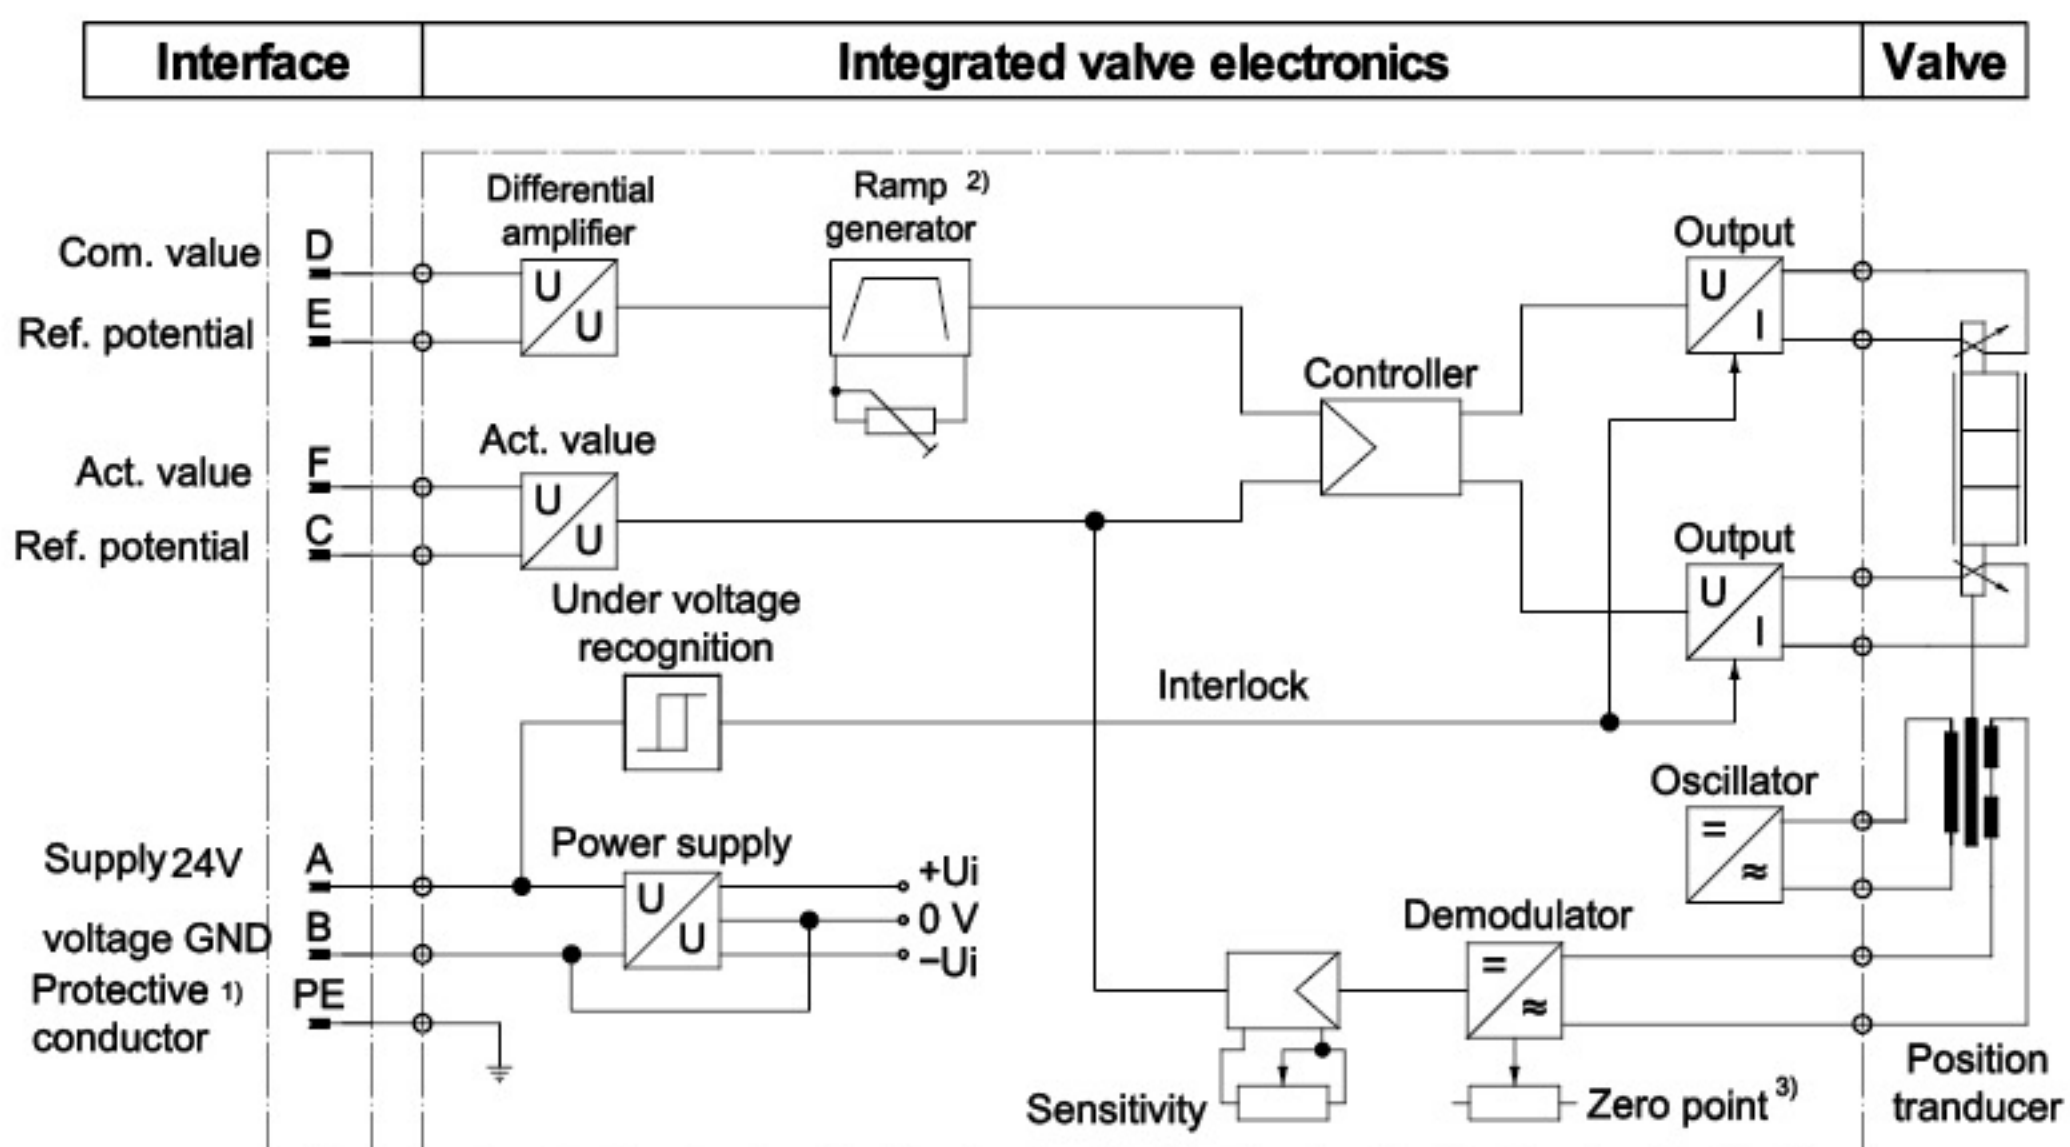 Interface
Integrated valve electronics
Valve
Differential
amplifier
Ramp 2)
generator
Output
Com. value
D
U
U
U
I
Ref. potential
E
Controller
Act. value
Act. value
F
U
U
Ref. potential
C
Output
U
I
Under voltage
recognition
Interlock
Oscillator
=
≈
Power supply
Supply 24V
A
U
U
+Ui
0 V
–Ui
voltage GND
B
Demodulator
=
≈
Protective 1)
conductor
PE
Sensitivity
Zero point 3)
Position
tranducer